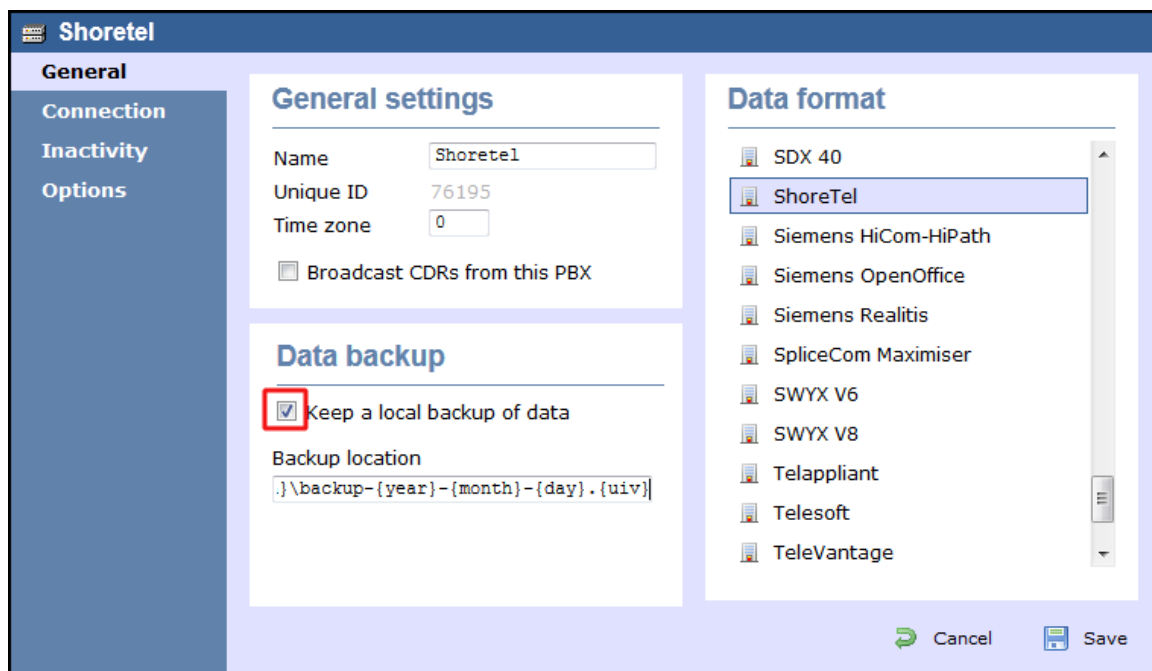 Shoretel
General
Connection
Inactivity
Options
General settings
Name Shoretel
Unique ID 76195
Time zone 0
Broadcast CDRs from this PBX
Data backup
Keep a local backup of data
Backup location
.}\backup-{year}-{month}-{day}.{uiv}
Data format
SDX 40
ShoreTel
Siemens HiCom-HiPath
Siemens OpenOffice
Siemens Realitis
SpliceCom Maximiser
SWYX V6
SWYX V8
Telappliant
Telesoft
TeleVantage
Cancel Save